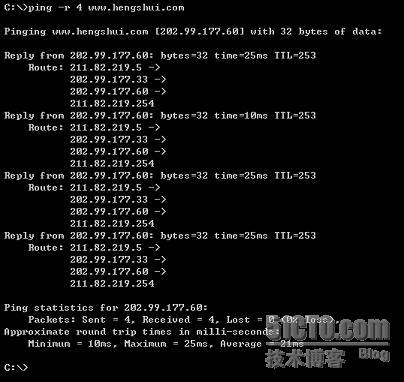 C:\>ping -r 4 www.hengshui.com
Pinging www.hengshui.com [202.99.177.60] with 32 bytes of data:
Reply from 202.99.177.60: bytes=32 time=25ms TTL=253
Route: 211.82.219.5 ->
202.99.177.33 ->
202.99.177.60 ->
211.82.219.254
Reply from 202.99.177.60: bytes=32 time=10ms TTL=253
Route: 211.82.219.5 ->
202.99.177.33 ->
202.99.177.60 ->
211.82.219.254
Reply from 202.99.177.60: bytes=32 time=25ms TTL=253
Route: 211.82.219.5 ->
202.99.177.33 ->
202.99.177.60 ->
211.82.219.254
Reply from 202.99.177.60: bytes=32 time=25ms TTL=253
Route: 211.82.219.5 ->
202.99.177.33 ->
202.99.177.60 ->
211.82.219.254
Ping statistics for 202.99.177.60:
Packets: Sent = 4, Received = 4, Lost = 0 (0% loss),
Approximate round trip times in milli-seconds:
Minimum = 10ms, Maximum = 25ms, Average = 21ms
C:\>
51CTO.com
技术博客 Blog